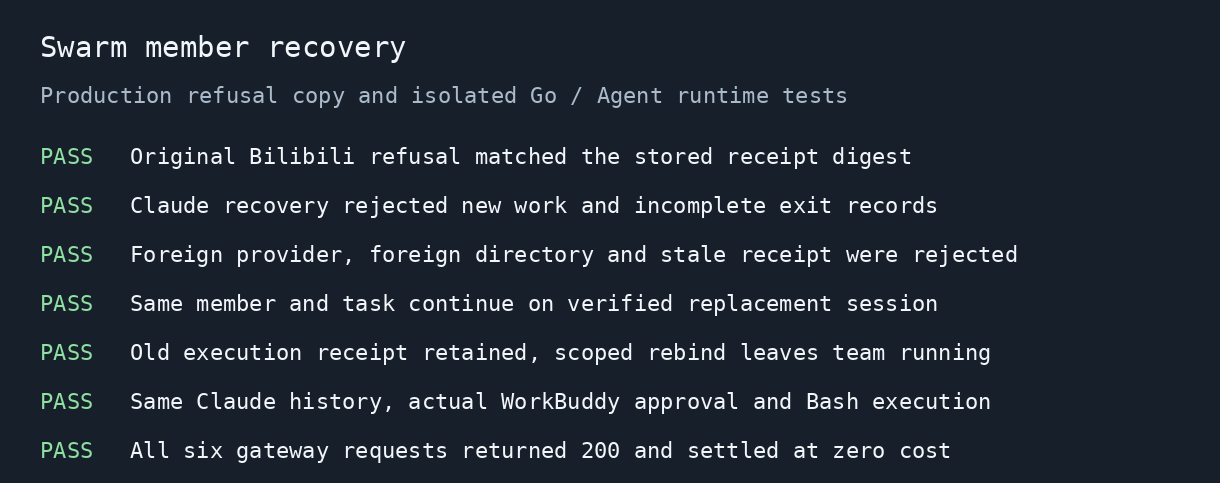 Swarm member recovery
Production refusal copy and isolated Go / Agent runtime tests
PASS Original Bilibili refusal matched the stored receipt digest
PASS Claude recovery rejected new work and incomplete exit records
PASS Foreign provider, foreign directory and stale receipt were rejected
PASS Same member and task continue on verified replacement session
PASS Old execution receipt retained, scoped rebind leaves team running
PASS Same Claude history, actual WorkBuddy approval and Bash execution
PASS All six gateway requests returned 200 and settled at zero cost